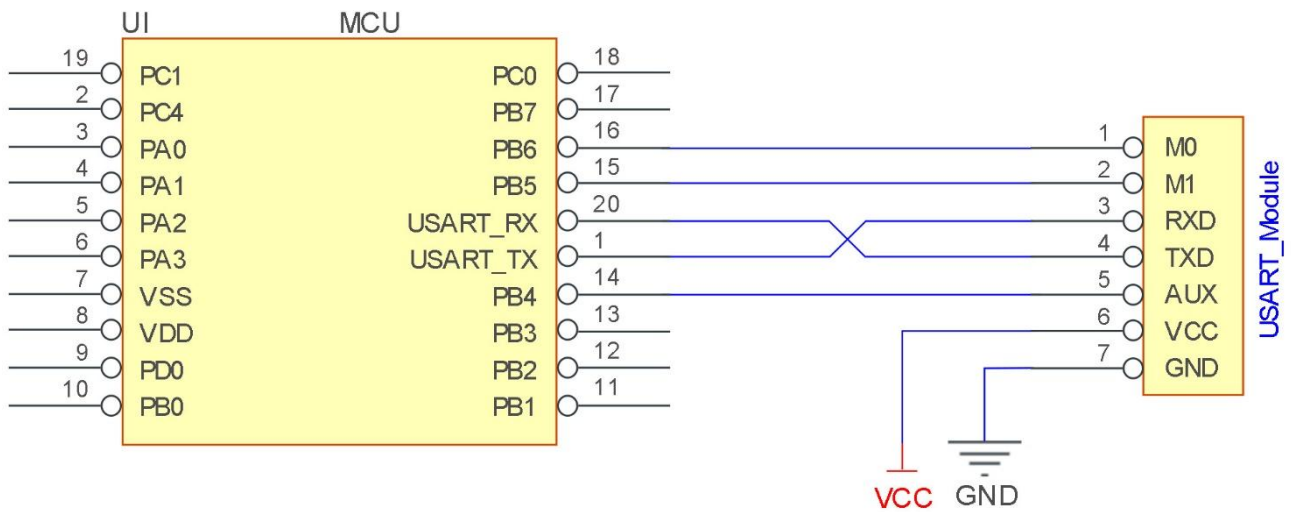 UI MCU
19 PC1 PC0 18
2 PC4 PB7 17
3 PA0 PB6 16 1 M0
4 PA1 PB5 15 2 M1
5 PA2 USART_RX 20 3 RXD
6 PA3 USART_TX 1 4 TXD
7 VSS PB4 14 5 AUX
8 VDD PB3 13 6 VCC
9 PD0 PB2 12 7 GND
10 PB0 PB1 11
USART_Module
VCC GND